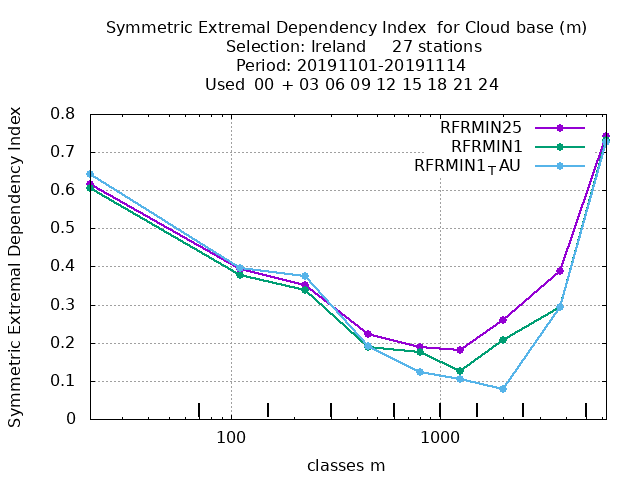 Symmetric Extremal Dependency Index  for Cloud base (m)
Selection: Ireland     27 stations
Period: 20191101-20191114
Used  00 + 03 06 09 12 15 18 21 24
Symmetric Extremal Dependency Index
0.8
0.7
0.6
0.5
0.4
0.3
0.2
0.1
0
RFRMIN25
RFRMIN1
RFRMIN1TAU
100
1000
classes m